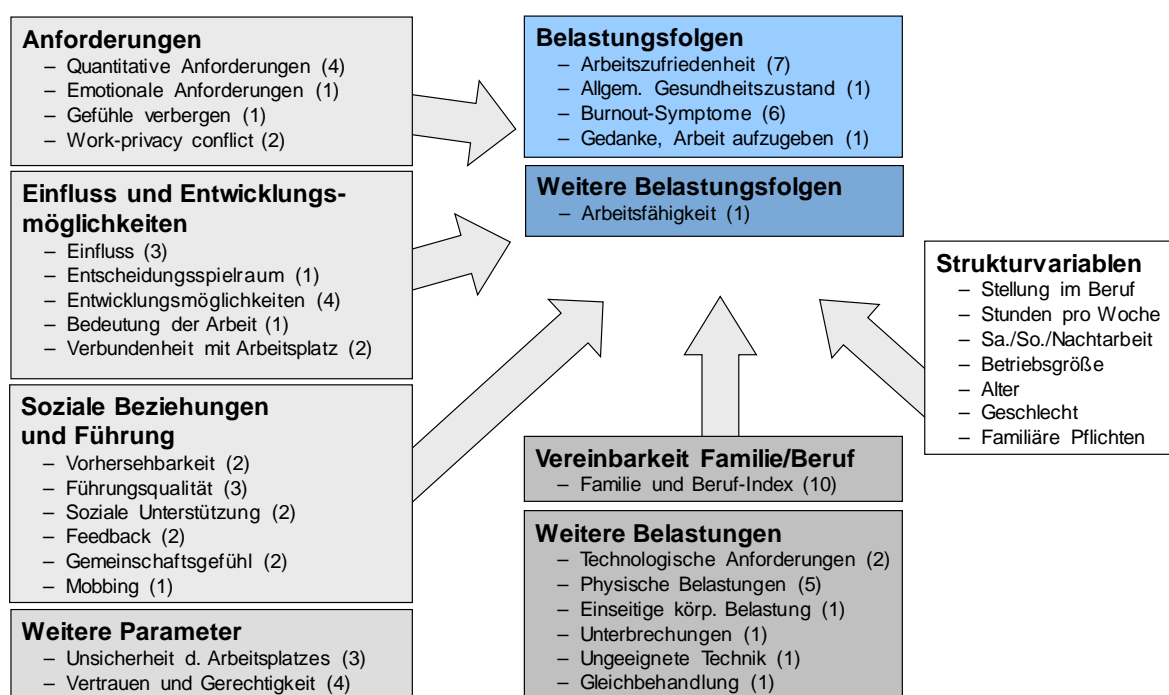 Anforderungen
– Quantitative Anforderungen (4)
– Emotionale Anforderungen (1)
– Gefühle verbergen (1)
– Work-privacy conflict (2)
Einfluss und Entwicklungs-
möglichkeiten
– Einfluss (3)
– Entscheidungsspielraum (1)
– Entwicklungsmöglichkeiten (4)
– Bedeutung der Arbeit (1)
– Verbundenheit mit Arbeitsplatz (2)
Soziale Beziehungen
und Führung
– Vorhersehbarkeit (2)
– Führungsqualität (3)
– Soziale Unterstützung (2)
– Feedback (2)
– Gemeinschaftsgefühl (2)
– Mobbing (1)
Weitere Parameter
– Unsicherheit d. Arbeitsplatzes (3)
– Vertrauen und Gerechtigkeit (4)
Belastungsfolgen
– Arbeitszufriedenheit (7)
– Allgem. Gesundheitszustand (1)
– Burnout-Symptome (6)
– Gedanke, Arbeit aufzugeben (1)
Weitere Belastungsfolgen
– Arbeitsfähigkeit (1)
Vereinbarkeit Familie/Beruf
– Familie und Beruf-Index (10)
Weitere Belastungen
– Technologische Anforderungen (2)
– Physische Belastungen (5)
– Einseitige körp. Belastung (1)
– Unterbrechungen (1)
– Ungeeignete Technik (1)
– Gleichbehandlung (1)
Strukturvariablen
– Stellung im Beruf
– Stunden pro Woche
– Sa./So./Nachtarbeit
– Betriebsgröße
– Alter
– Geschlecht
– Familiäre Pflichten